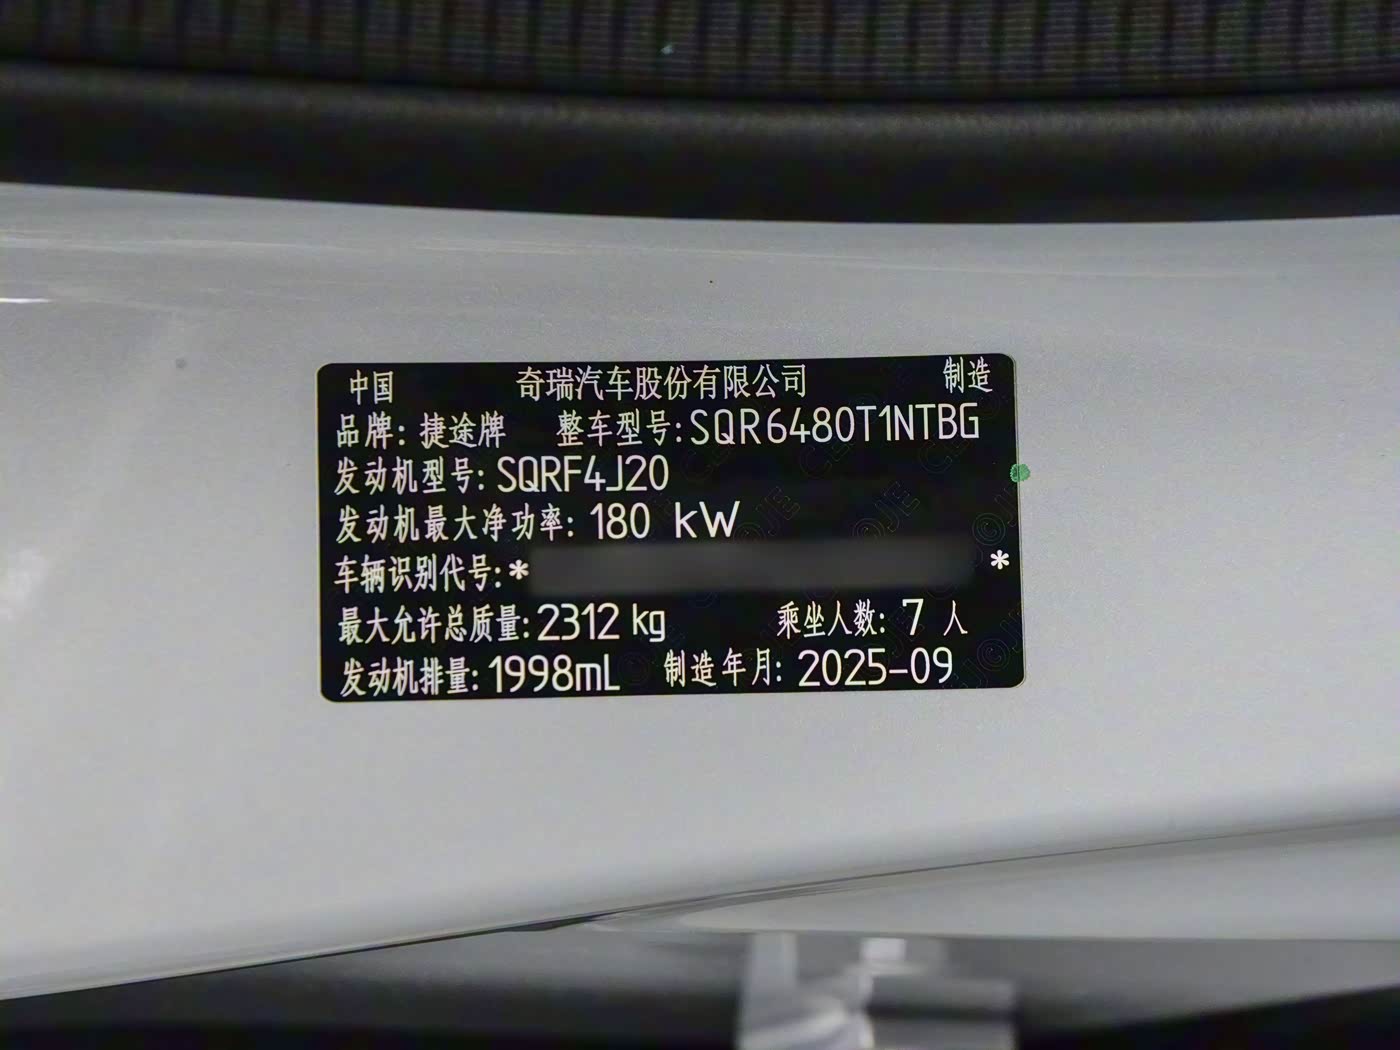 中国 奇瑞汽车股份有限公司 制造
品牌: 捷途牌 整车型号: SQR6480T1NTBG
发动机型号: SQRF4J20
发动机最大净功率: 180 kW
车辆识别代号: * *
最大允许总质量: 2312 kg 乘坐人数: 7 人
发动机排量: 1998mL 制造年月: 2025-09